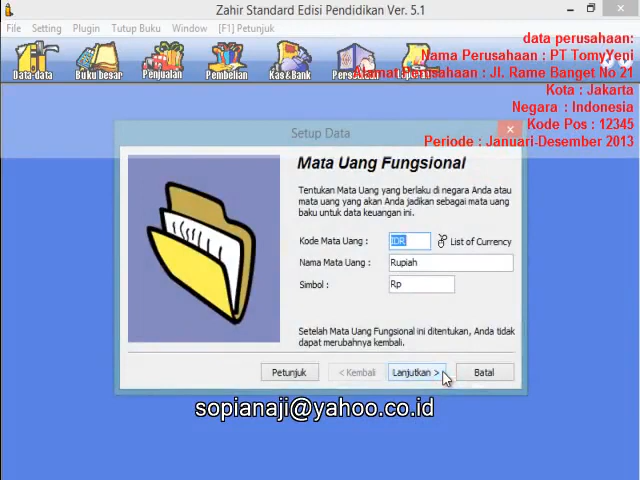 Zahir Standard Edisi Pendidikan Ver. 5.1
File Setting Plugin Tutup Buku Window [F1] Petunjuk
data perusahaan:
Nama Perusahaan : PT TomyYeni
Alamat Perusahaan : Jl. Rame Banget No 21
Kota : Jakarta
Negara : Indonesia
Kode Pos : 12345
Periode : Januari-Desember 2013
Data-data Buku besar Penjualan Pembelian Kas&Bank
Setup Data
Mata Uang Fungsional
Tentukan Mata Uang yang berlaku di negara Anda atau
mata uang yang akan Anda jadikan sebagai mata uang
baku untuk data keuangan ini.
Kode Mata Uang : IDR List of Currency
Nama Mata Uang : Rupiah
Simbol : Rp
Setelah Mata Uang Fungsional ini ditentukan, Anda tidak
dapat merubahnya kembali.
Petunjuk < Kembali Lanjutkan > Batal
sopianaji@yahoo.co.id